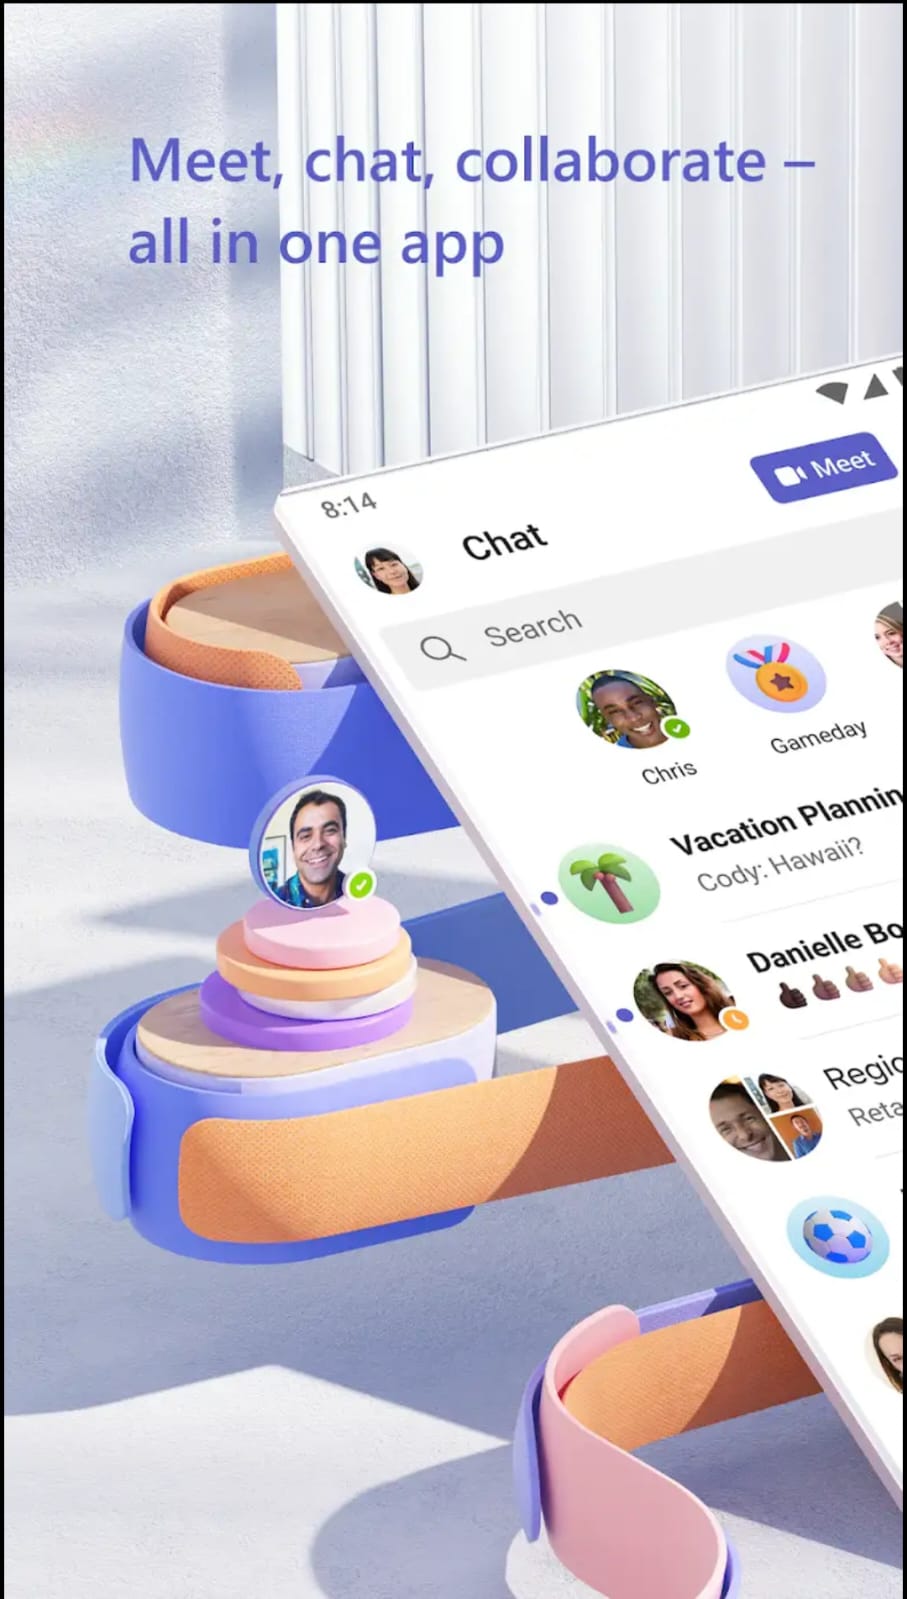 Meet, chat, collaborate –
all in one app
8:14
Meet
Chat
Search
Chris
Gameday
Vacation Plannin
Cody: Hawaii?
Danielle Bo
Regio
Reta